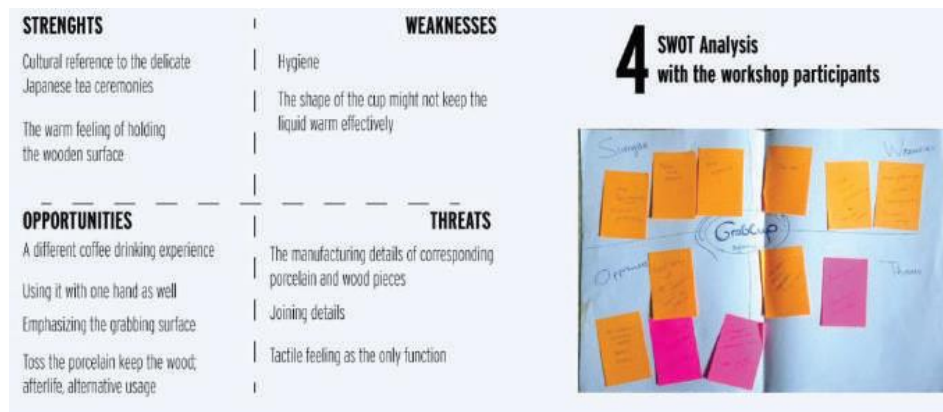 STRENGHTS
Cultural reference to the delicate
Japanese tea ceremonies
The warm feeling of holding
the wooden surface
WEAKNESSES
Hygiene
The shape of the cup might not keep the
liquid warm effectively
OPPORTUNITIES
A different coffee drinking experience
Using it with one hand as well
Emphasizing the grabbing surface
Toss the porcelain keep the wood;
afterlife, alternative usage
THREATS
The manufacturing details of corresponding
porcelain and wood pieces
Joining details
Tactile feeling as the only function
4
SWOT Analysis
with the workshop participants
GrabCup